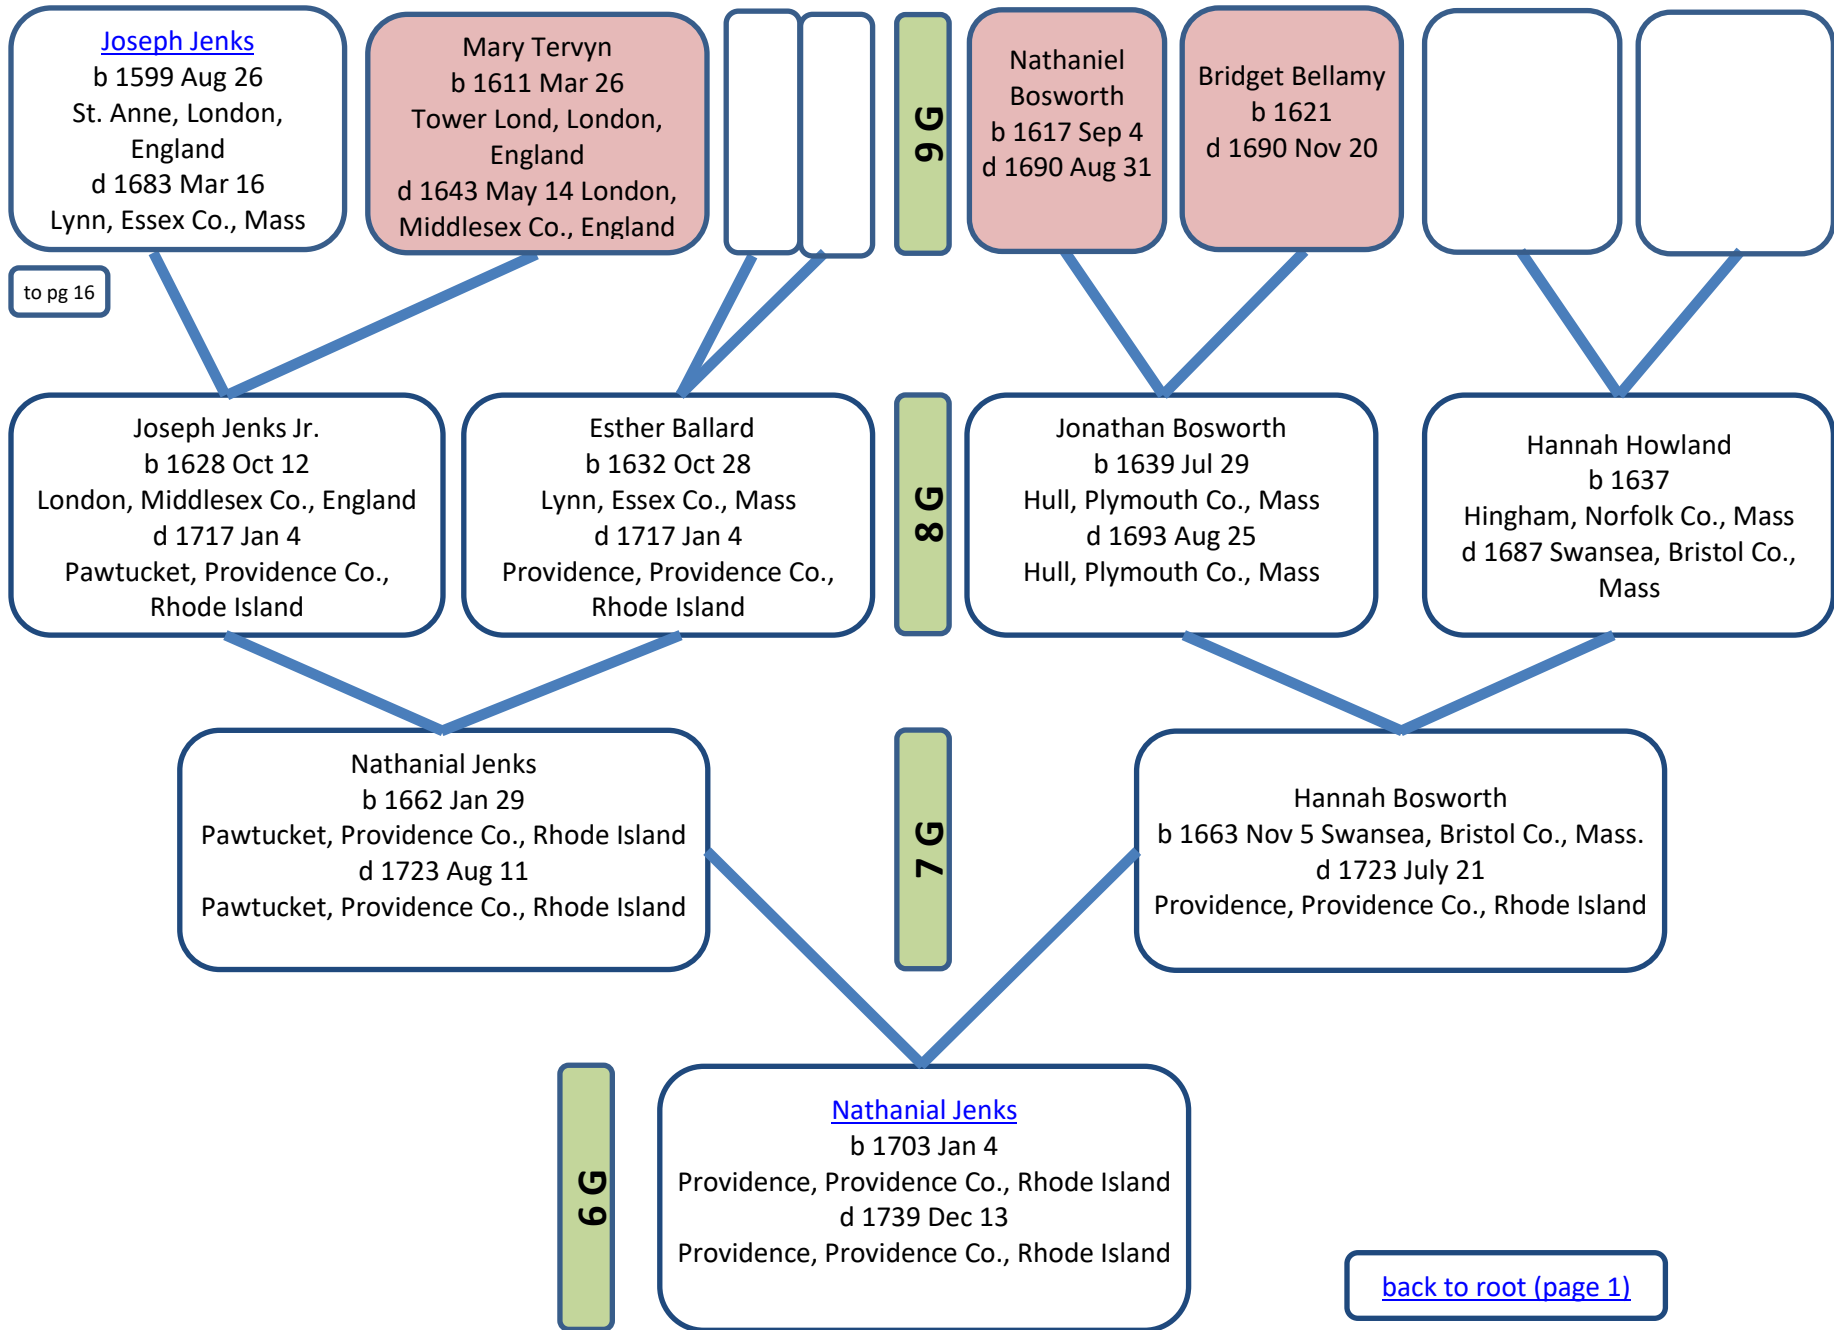 Joseph Jenks
b 1599 Aug 26
St. Anne, London,
England
d 1683 Mar 16
Lynn, Essex Co., Mass
Mary Tervyn
b 1611 Mar 26
Tower Lond, London,
England
d 1643 May 14 London,
Middlesex Co., England
9 G
Nathaniel
Bosworth
b 1617 Sep 4
d 1690 Aug 31
Bridget Bellamy
b 1621
d 1690 Nov 20
to pg 16
Joseph Jenks Jr.
b 1628 Oct 12
London, Middlesex Co., England
d 1717 Jan 4
Pawtucket, Providence Co.,
Rhode Island
Esther Ballard
b 1632 Oct 28
Lynn, Essex Co., Mass
d 1717 Jan 4
Providence, Providence Co.,
Rhode Island
8 G
Jonathan Bosworth
b 1639 Jul 29
Hull, Plymouth Co., Mass
d 1693 Aug 25
Hull, Plymouth Co., Mass
Hannah Howland
b 1637
Hingham, Norfolk Co., Mass
d 1687 Swansea, Bristol Co.,
Mass
Nathanial Jenks
b 1662 Jan 29
Pawtucket, Providence Co., Rhode Island
d 1723 Aug 11
Pawtucket, Providence Co., Rhode Island
7 G
Hannah Bosworth
b 1663 Nov 5 Swansea, Bristol Co., Mass.
d 1723 July 21
Providence, Providence Co., Rhode Island
6 G
Nathanial Jenks
b 1703 Jan 4
Providence, Providence Co., Rhode Island
d 1739 Dec 13
Providence, Providence Co., Rhode Island
back to root (page 1)